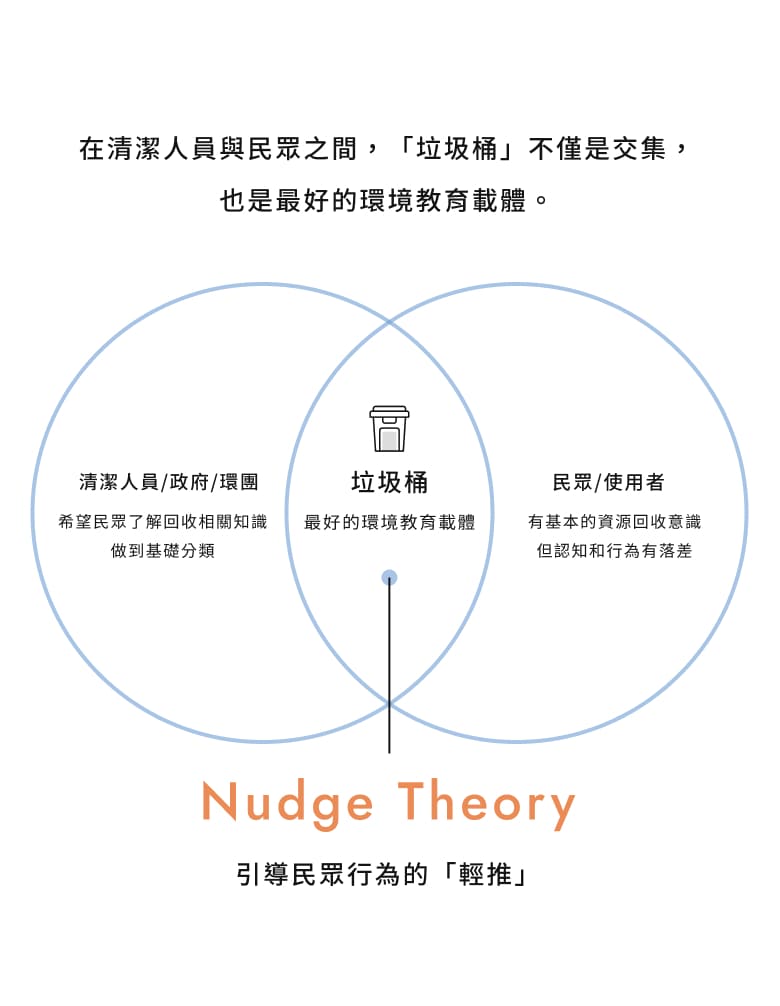 在清潔人員與民眾之間，「垃圾桶」不僅是交集，
也是最好的環境教育載體。
清潔人員/政府/環團
希望民眾了解回收相關知識
做到基礎分類
垃圾桶
最好的環境教育載體
民眾/使用者
有基本的資源回收意識
但認知和行為有落差
Nudge Theory
引導民眾行為的「輕推」